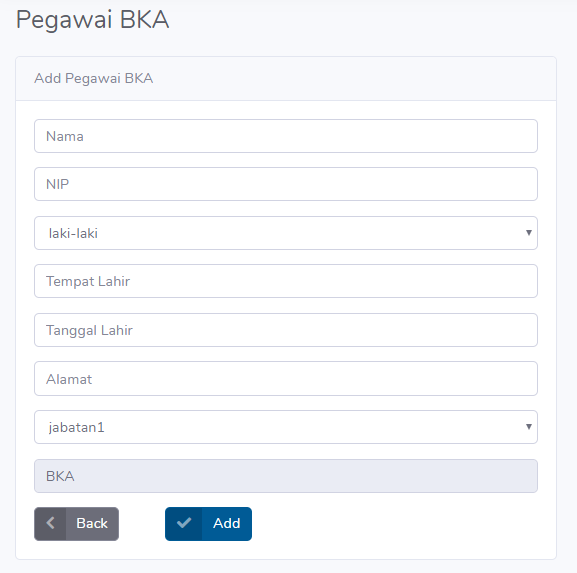 Pegawai BKA
Add Pegawai BKA
Nama
NIP
laki-laki
Tempat Lahir
Tanggal Lahir
Alamat
jabatan1
BKA
Back
Add